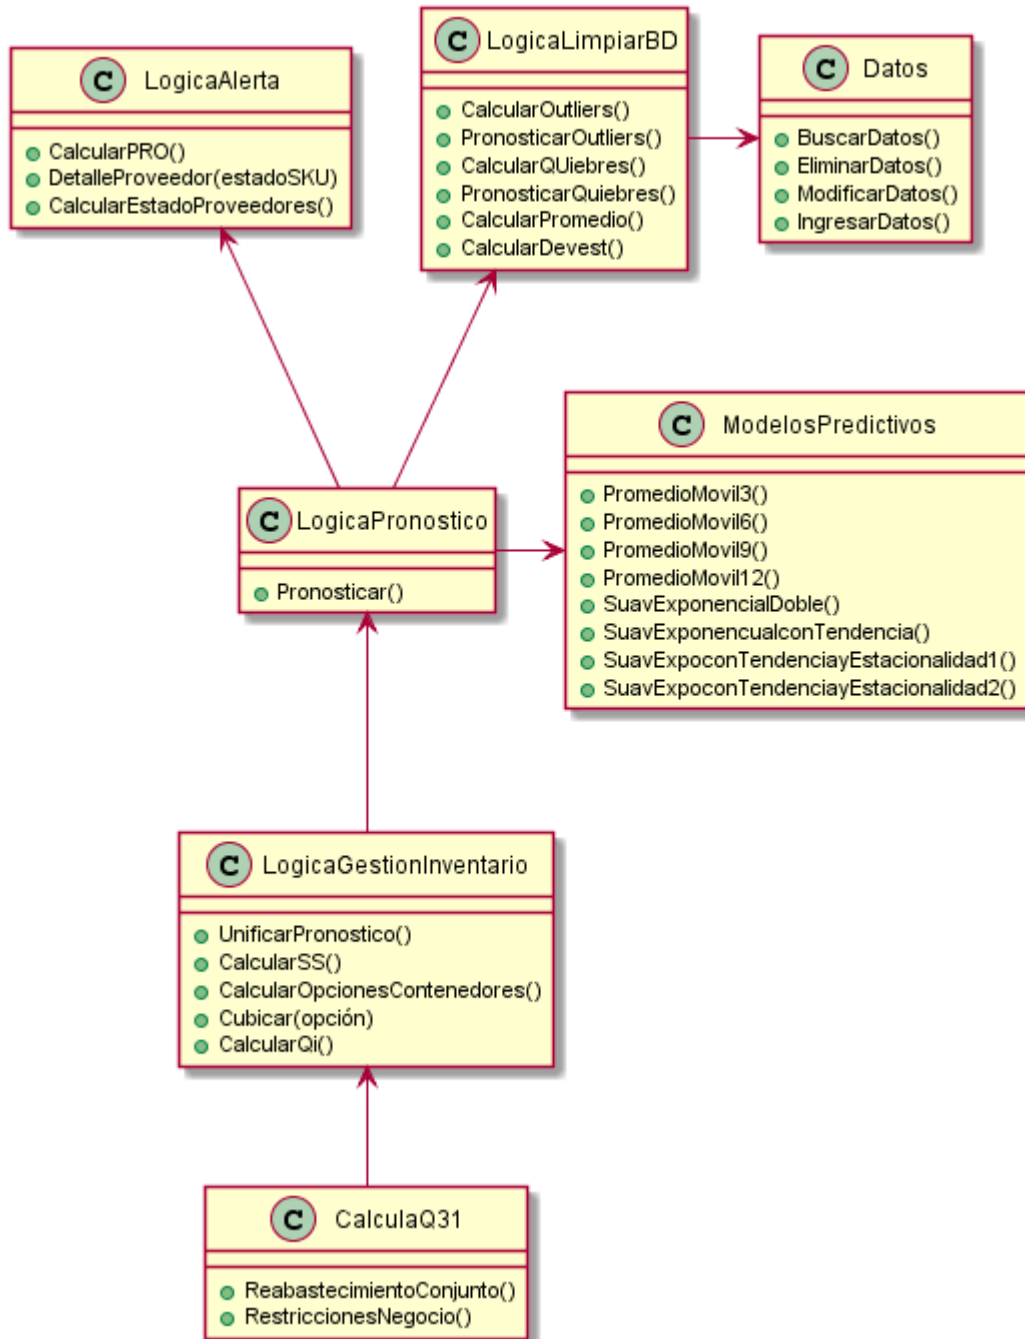 C LogicaAlerta
CalcularPRO()
DetalleProveedor(estadoSKU)
CalcularEstadoProveedores()
C LogicaLimpiarBD
CalcularOutliers()
PronosticarOutliers()
CalcularQUiebres()
PronosticarQuiebres()
CalcularPromedio()
CalcularDevest()
C Datos
BuscarDatos()
EliminarDatos()
ModificarDatos()
IngresarDatos()
C LogicaPronostico
Pronosticar()
C ModelosPredictivos
PromedioMovil3()
PromedioMovil6()
PromedioMovil9()
PromedioMovil12()
SuavExponencialDoble()
SuavExponencualconTendencia()
SuavExpoconTendenciayEstacionalidad1()
SuavExpoconTendenciayEstacionalidad2()
C LogicaGestionInventario
UnificarPronostico()
CalcularSS()
CalcularOpcionesContenedores()
Cubicar(opción)
CalcularQi()
C CalculaQ31
ReabastecimientoConjunto()
RestriccionesNegocio()